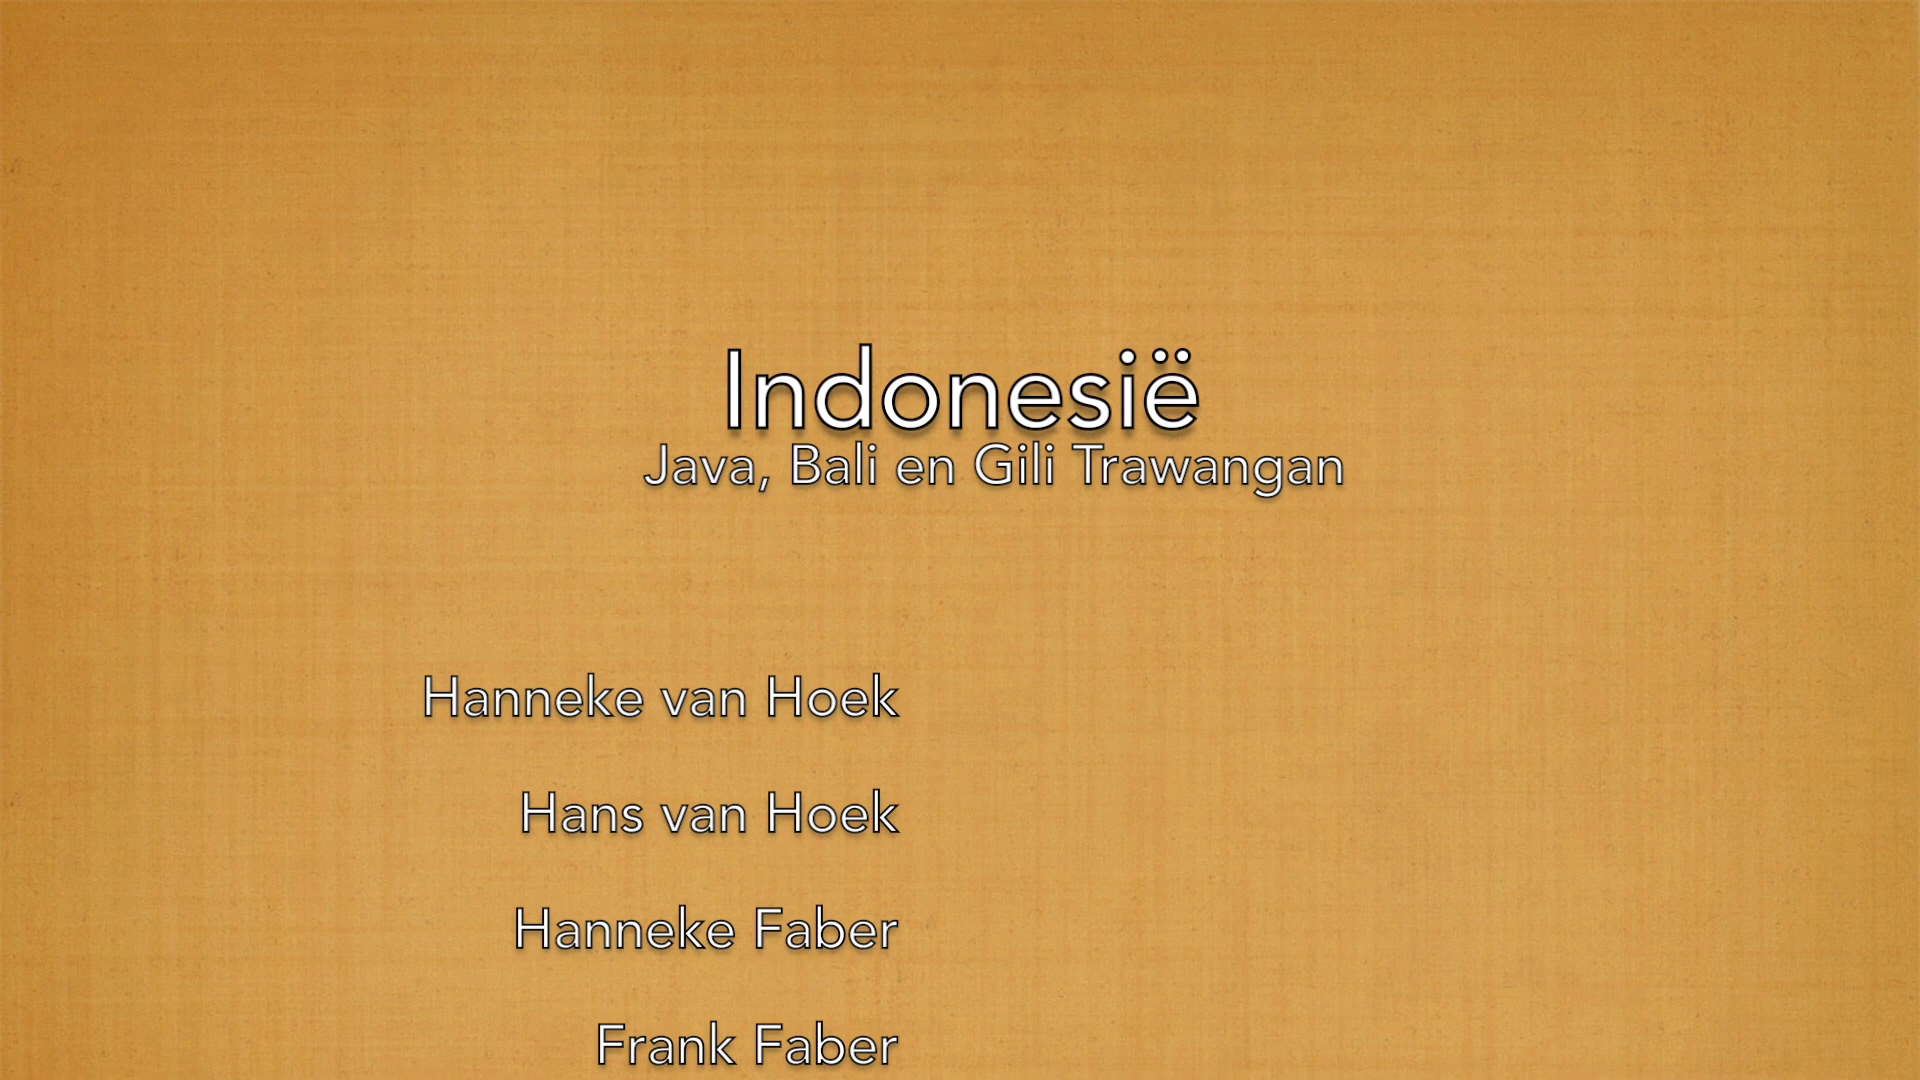 Indonesië
Java, Bali en Gili Trawangan
Hanneke van Hoek
Hans van Hoek
Hanneke Faber
Frank Faber